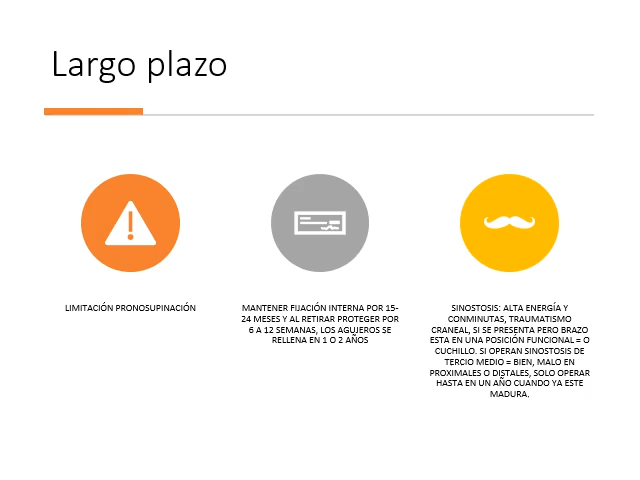 Largo plazo
LIMITACIÓN PRONOSUPINACIÓN
MANTENER FIJACIÓN INTERNA POR 15-
24 MESES Y AL RETIRAR PROTEGER POR
6 A 12 SEMANAS, LOS AGUJEROS SE
RELLENA EN 1 O 2 AÑOS
SINOSTOSIS: ALTA ENERGÍA Y
CONMINUTAS, TRAUMATISMO
CRANEAL, SI SE PRESENTA PERO BRAZO
ESTA EN UNA POSICIÓN FUNCIONAL = O
CUCHILLO. SI OPERAN SINOSTOSIS DE
TERCIO MEDIO = BIEN, MALO EN
PROXIMALES O DISTALES, SOLO OPERAR
HASTA EN UN AÑO CUANDO YA ESTE
MADURA.